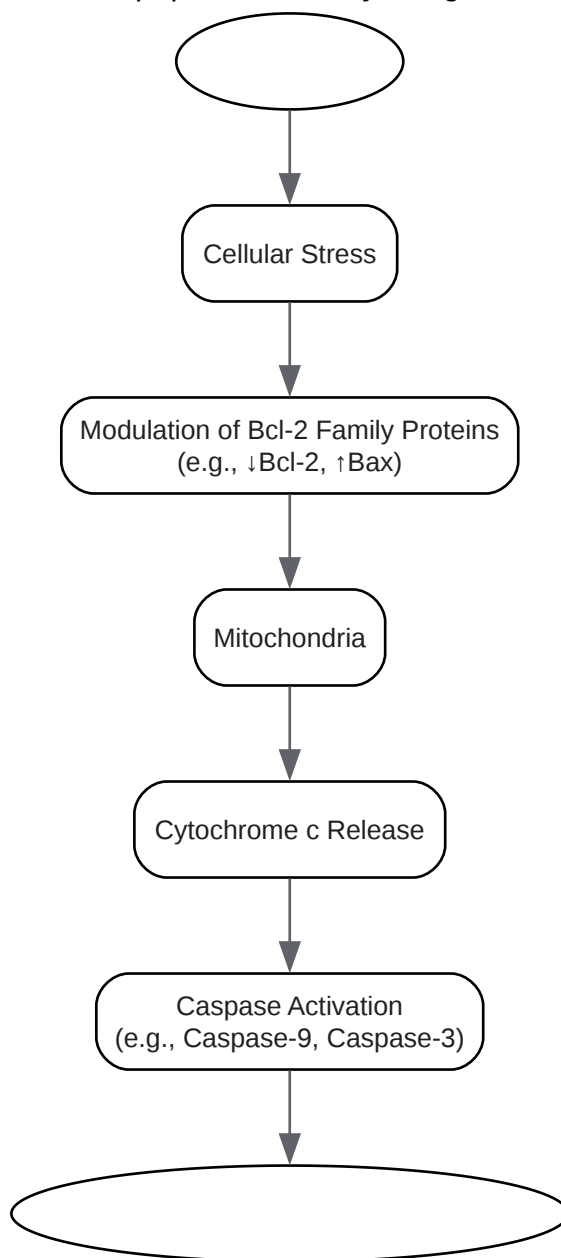 Cellular Stress
Modulation of Bcl-2 Family Proteins
(e.g., ↓Bcl-2, ↑Bax)
Mitochondria
Cytochrome c Release
Caspase Activation
(e.g., Caspase-9, Caspase-3)